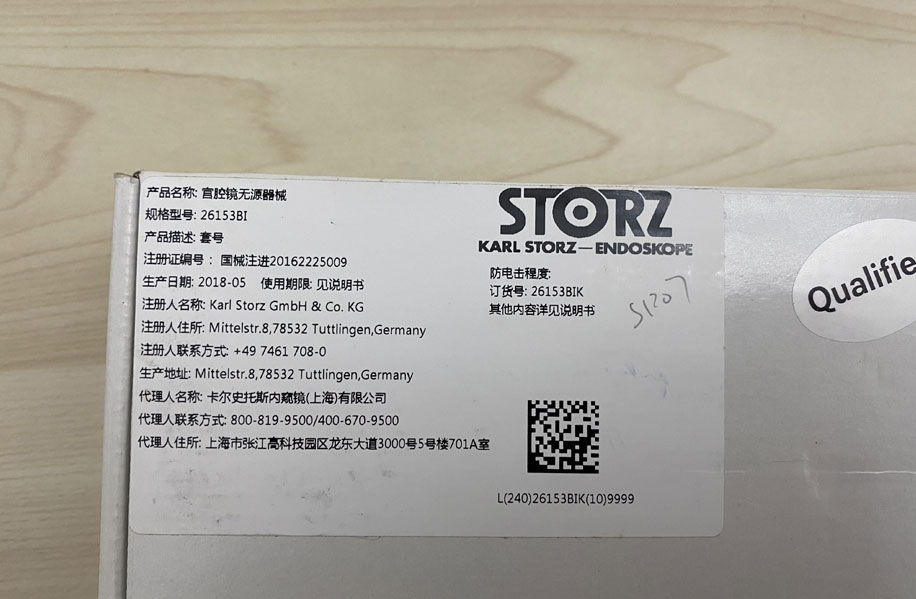 产品名称: 宫腔镜无源器械
规格型号: 26153BI
产品描述: 套号
注册证编号： 国械注进20162225009
生产日期: 2018-05 使用期限: 见说明书
注册人名称: Karl Storz GmbH & Co. KG
注册人住所: Mittelstr.8,78532 Tuttlingen,Germany
注册人联系方式: +49 7461 708-0
生产地址: Mittelstr.8,78532 Tuttlingen,Germany
代理人名称: 卡尔史托斯内窥镜(上海)有限公司
代理人联系方式: 800-819-9500/400-670-9500
代理人住所: 上海市张江高科技园区龙东大道3000号5号楼701A室
STORZ
KARL STORZ—ENDOSKOPE
防电击程度:
订货号: 26153BIK
其他内容详见说明书
L(240)26153BIK(10)9999
Qualifie